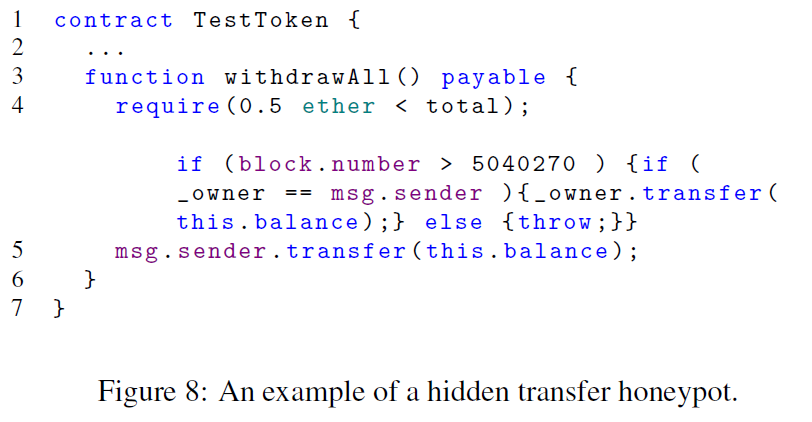 1 contract TestToken {
2 ...
3 function withdrawAll() payable {
4 require(0.5 ether < total);
if (block.number > 5040270 ) {if (
_owner == msg.sender ){_owner.transfer(
this.balance);} else {throw;}}
5 msg.sender.transfer(this.balance);
6 }
7 }
Figure 8: An example of a hidden transfer honeypot.